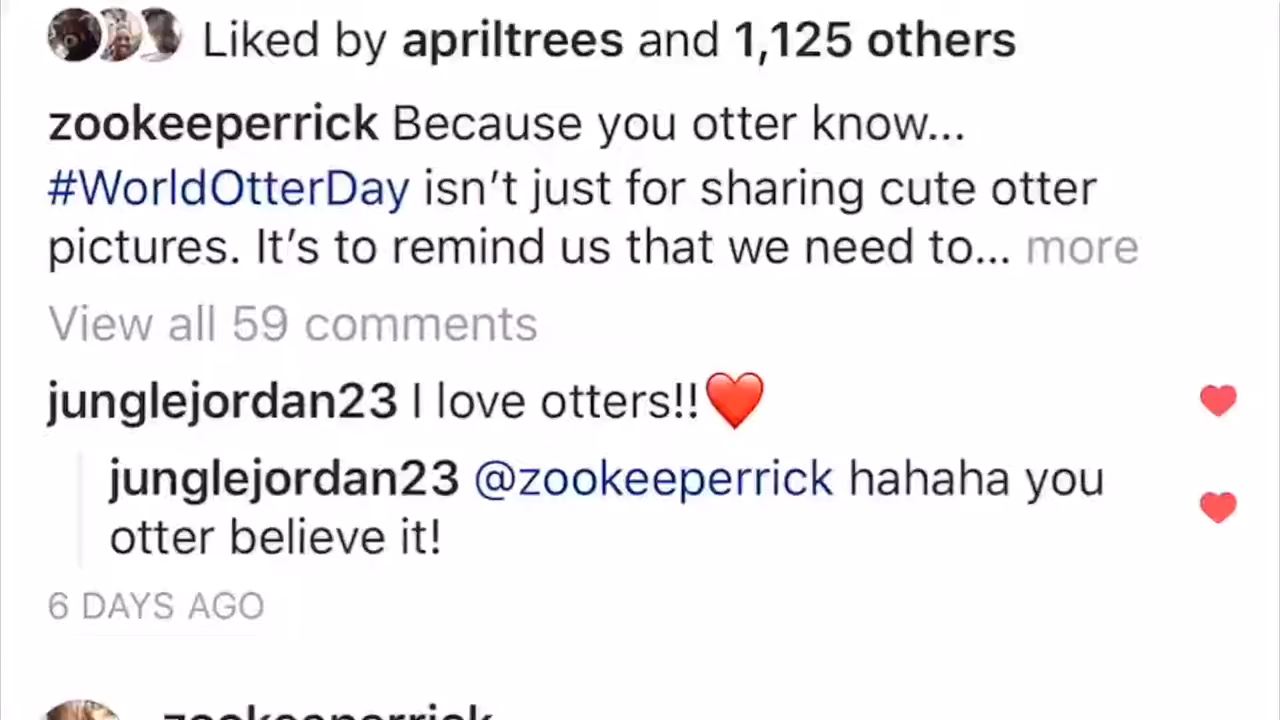 Liked by apriltrees and 1,125 others
zookeeperrick Because you otter know...
#WorldOtterDay isn't just for sharing cute otter
pictures. It's to remind us that we need to... more
View all 59 comments
junglejordan23 I love otters!!❤️
junglejordan23 @zookeeperrick hahaha you
otter believe it!
6 DAYS AGO
zookeeperrick